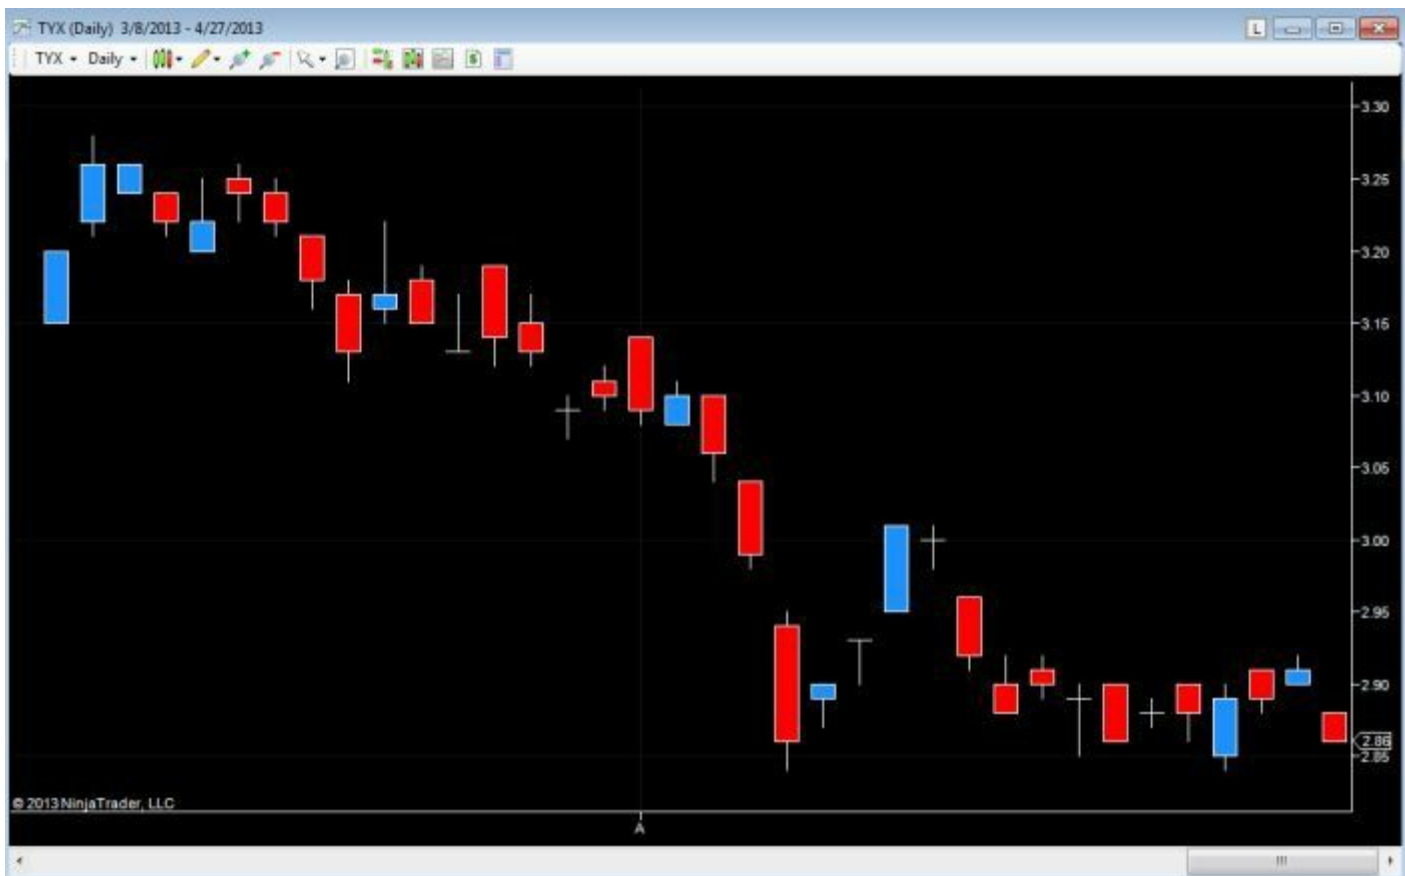 TYX (Daily) 3/8/2013 - 4/27/2013
L
TYX Daily
3.30
3.25
3.20
3.15
3.10
3.05
3.00
2.95
2.90
2.86
2.85
© 2013 NinjaTrader, LLC
A